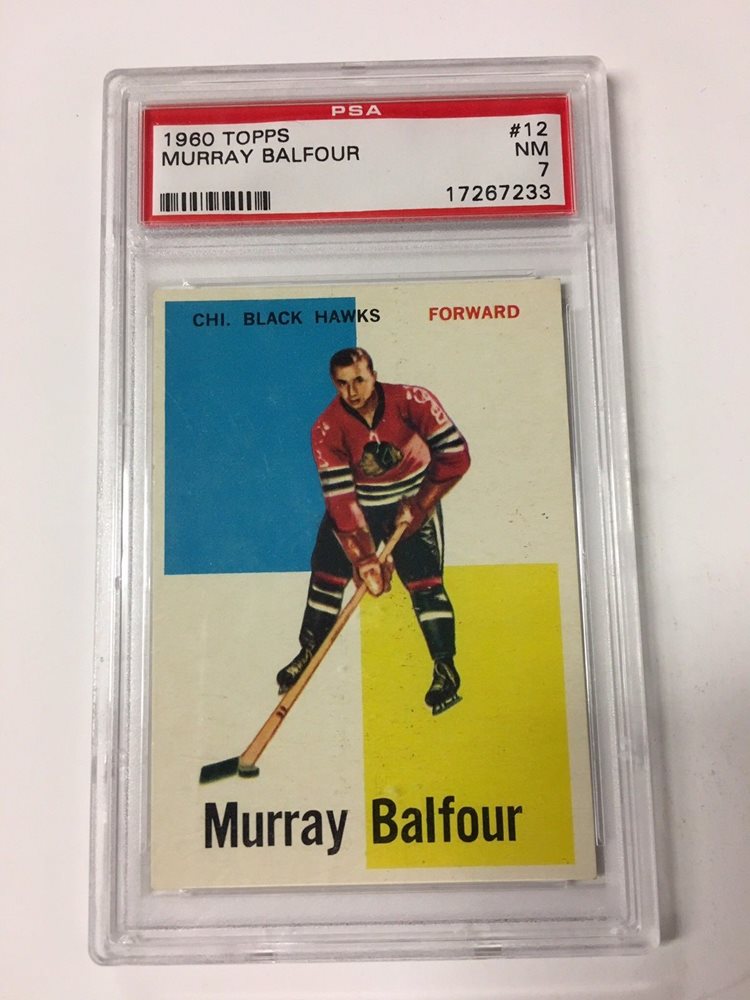 PSA
1960 TOPPS #12
MURRAY BALFOUR NM
7
17267233
CHI. BLACK HAWKS FORWARD
Murray Balfour